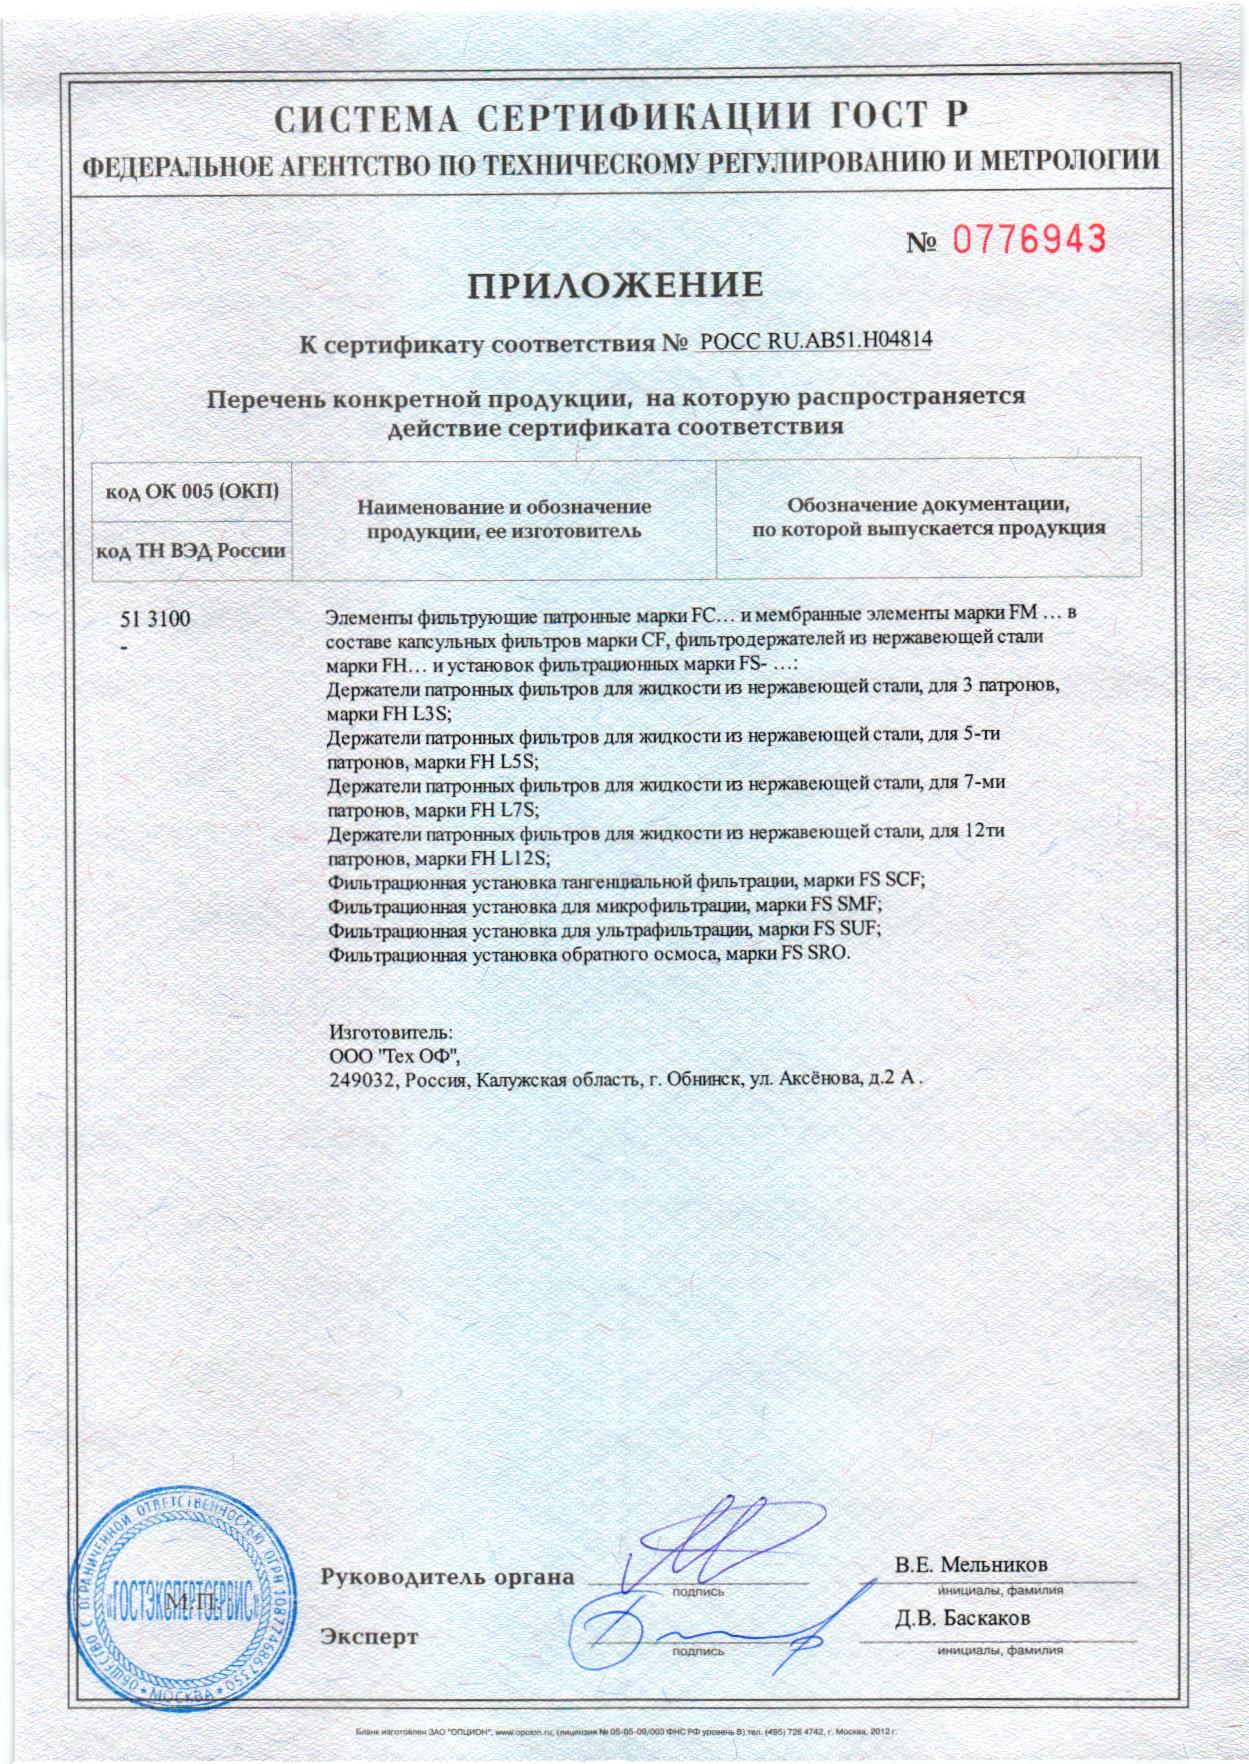 СИСТЕМА СЕРТИФИКАЦИИ ГОСТ Р
ФЕДЕРАЛЬНОЕ АГЕНТСТВО ПО ТЕХНИЧЕСКОМУ РЕГУЛИРОВАНИЮ И МЕТРОЛОГИИ
№ 0776943
ПРИЛОЖЕНИЕ
К сертификату соответствия № РОСС RU.АВ51.Н04814
Перечень конкретной продукции, на которую распространяется
действие сертификата соответствия
код ОК 005 (ОКП)
код ТН ВЭД России
Наименование и обозначение
продукции, ее изготовитель
Обозначение документации,
по которой выпускается продукция
51 3100
-
Элементы фильтрующие патронные марки FC… и мембранные элементы марки FM … в
составе капсульных фильтров марки CF, фильтродержателей из нержавеющей стали
марки FH… и установок фильтрационных марки FS- …:
Держатели патронных фильтров для жидкости из нержавеющей стали, для 3 патронов,
марки FH L3S;
Держатели патронных фильтров для жидкости из нержавеющей стали, для 5-ти
патронов, марки FH L5S;
Держатели патронных фильтров для жидкости из нержавеющей стали, для 7-ми
патронов, марки FH L7S;
Держатели патронных фильтров для жидкости из нержавеющей стали, для 12ти
патронов, марки FH L12S;
Фильтрационная установка тангенциальной фильтрации, марки FS SCF;
Фильтрационная установка для микрофильтрации, марки FS SMF;
Фильтрационная установка для ультрафильтрации, марки FS SUF;
Фильтрационная установка обратного осмоса, марки FS SRO.
Изготовитель:
ООО "Тех ОФ",
249032, Россия, Калужская область, г. Обнинск, ул. Аксёнова, д.2 А .
ОБЩЕСТВО С ОГРАНИЧЕННОЙ ОТВЕТСТВЕННОСТЬЮ ОГРН 1087746867350
"ГОСТЭКСПЕРТСЕРВИС"
* МОСКВА *
М.П.
Руководитель органа
подпись
В.Е. Мельников
инициалы, фамилия
Эксперт
подпись
Д.В. Баскаков
инициалы, фамилия
Бланк изготовлен ЗАО "ОПЦИОН", www.opcion.ru, (лицензия № 05-05-09/003 ФНС РФ уровень В) тел. (495) 726 4742, г. Москва, 2012 г.